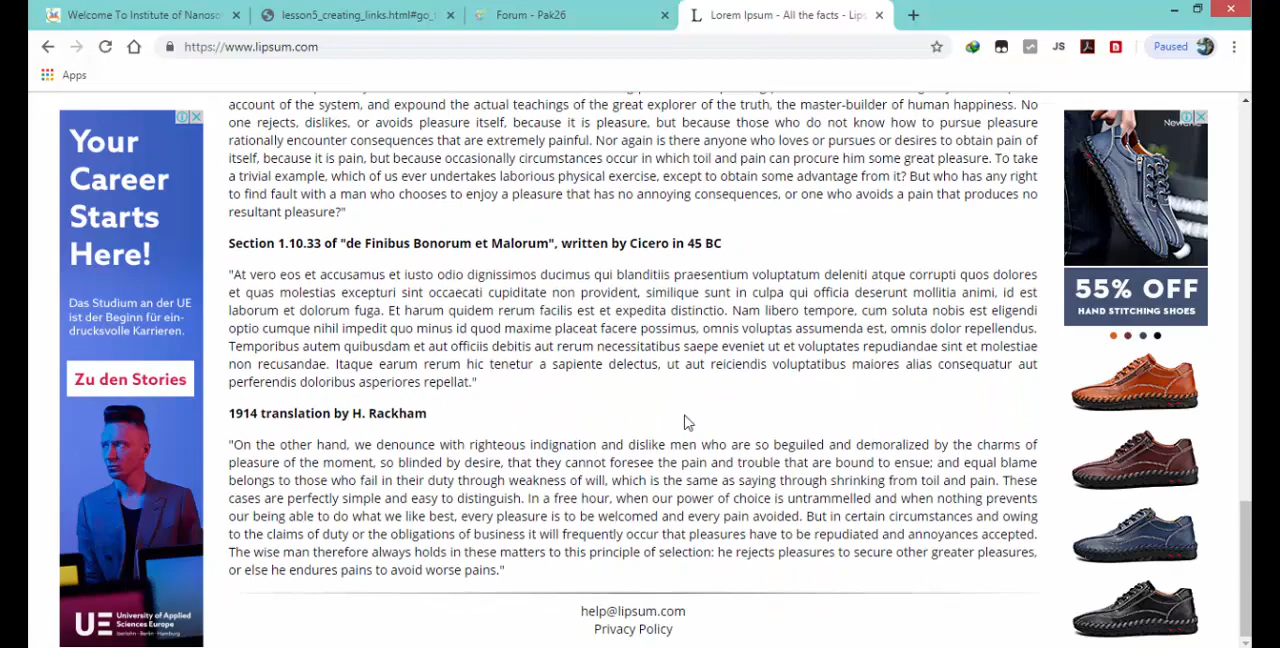 Welcome To Institute of Nanosc
lesson5_creating_links.html#go_
Forum - Pak26
Lorem Ipsum - All the facts - Lips
https://www.lipsum.com
JS
Paused
Apps
account of the system, and expound the actual teachings of the great explorer of the truth, the master-builder of human happiness. No
one rejects, dislikes, or avoids pleasure itself, because it is pleasure, but because those who do not know how to pursue pleasure
rationally encounter consequences that are extremely painful. Nor again is there anyone who loves or pursues or desires to obtain pain of
itself, because it is pain, but because occasionally circumstances occur in which toil and pain can procure him some great pleasure. To take
a trivial example, which of us ever undertakes laborious physical exercise, except to obtain some advantage from it? But who has any right
to find fault with a man who chooses to enjoy a pleasure that has no annoying consequences, or one who avoids a pain that produces no
resultant pleasure?"
Section 1.10.33 of "de Finibus Bonorum et Malorum", written by Cicero in 45 BC
"At vero eos et accusamus et iusto odio dignissimos ducimus qui blanditiis praesentium voluptatum deleniti atque corrupti quos dolores
et quas molestias excepturi sint occaecati cupiditate non provident, similique sunt in culpa qui officia deserunt mollitia animi, id est
laborum et dolorum fuga. Et harum quidem rerum facilis est et expedita distinctio. Nam libero tempore, cum soluta nobis est eligendi
optio cumque nihil impedit quo minus id quod maxime placeat facere possimus, omnis voluptas assumenda est, omnis dolor repellendus.
Temporibus autem quibusdam et aut officiis debitis aut rerum necessitatibus saepe eveniet ut et voluptates repudiandae sint et molestiae
non recusandae. Itaque earum rerum hic tenetur a sapiente delectus, ut aut reiciendis voluptatibus maiores alias consequatur aut
perferendis doloribus asperiores repellat."
1914 translation by H. Rackham
"On the other hand, we denounce with righteous indignation and dislike men who are so beguiled and demoralized by the charms of
pleasure of the moment, so blinded by desire, that they cannot foresee the pain and trouble that are bound to ensue; and equal blame
belongs to those who fail in their duty through weakness of will, which is the same as saying through shrinking from toil and pain. These
cases are perfectly simple and easy to distinguish. In a free hour, when our power of choice is untrammelled and when nothing prevents
our being able to do what we like best, every pleasure is to be welcomed and every pain avoided. But in certain circumstances and owing
to the claims of duty or the obligations of business it will frequently occur that pleasures have to be repudiated and annoyances accepted.
The wise man therefore always holds in these matters to this principle of selection: he rejects pleasures to secure other greater pleasures,
or else he endures pains to avoid worse pains."
help@lipsum.com
Privacy Policy
Your
Career
Starts
Here!
Das Studium an der UE
ist der Beginn für ein-
drucksvolle Karrieren.
Zu den Stories
UE University of Applied
Sciences Europe
Iserlohn · Berlin · Hamburg
55% OFF
HAND STITCHING SHOES